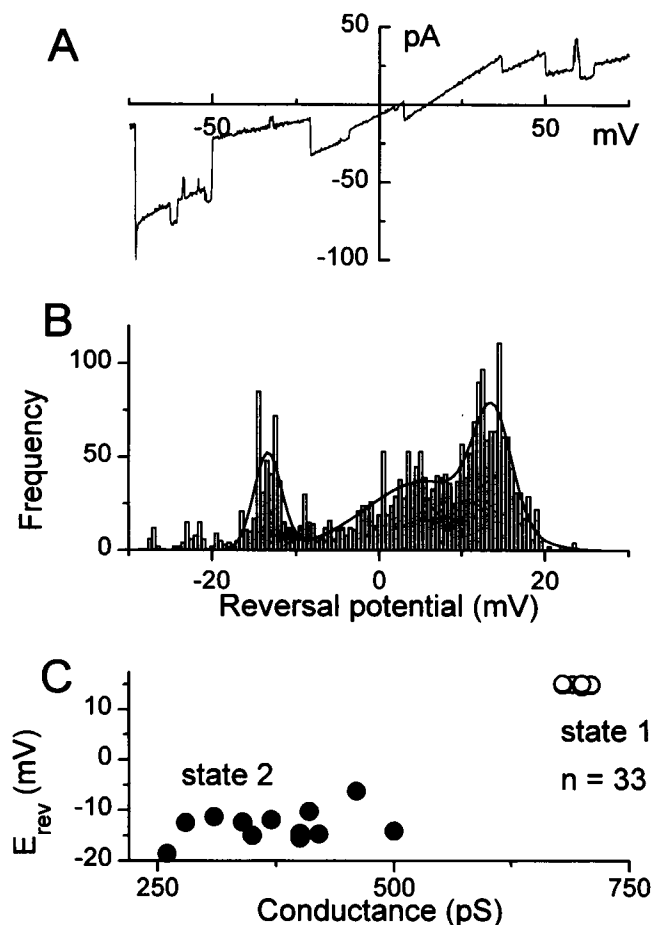 A
50
pA
-50
50
mV
-50
-100
B
100
50
0
Frequency
-20
0
20
Reversal potential (mV)
C
10
0
-10
-20
E_rev (mV)
state 1
n = 33
state 2
250
500
750
Conductance (pS)